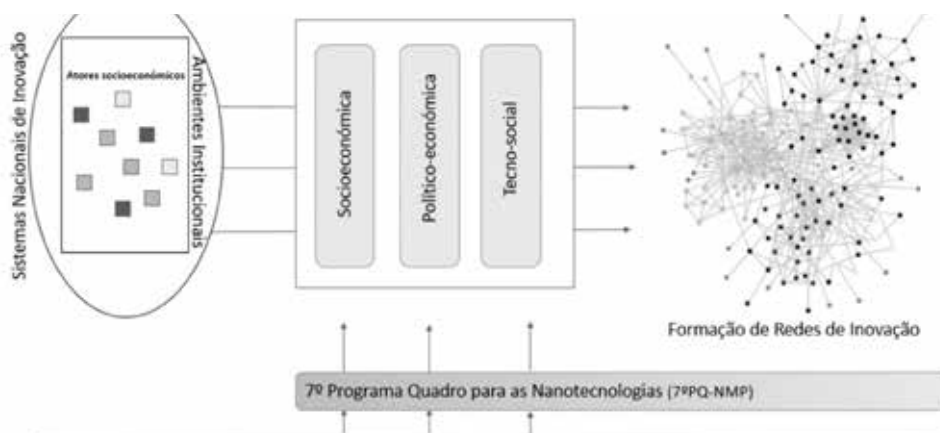 Sistemas Nacionais de Inovação
Atores socioeconómicos
Ambientes Institucionais
Socioeconómica
Político-económica
Tecno-social
Formação de Redes de Inovação
7º Programa Quadro para as Nanotecnologias (7ºPQ-NMP)